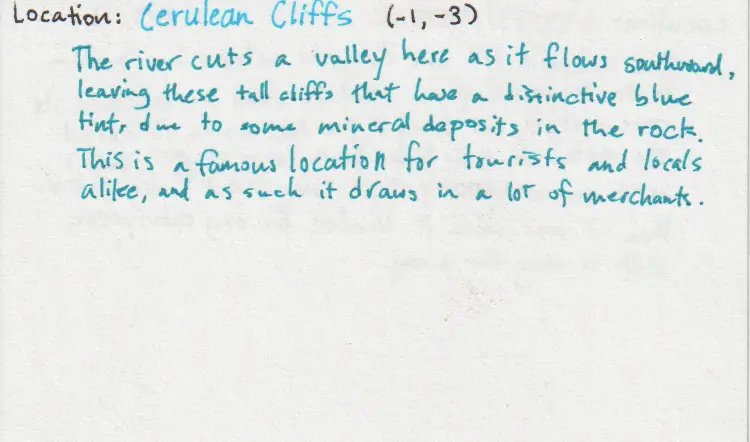 Location: Cerulean Cliffs (-1,-3)
The river cuts a valley here as it flows southward,
leaving these tall cliffs that have a distinctive blue
tint, due to some mineral deposits in the rock.
This is a famous location for tourists and locals
alike, and as such it draws in a lot of merchants.